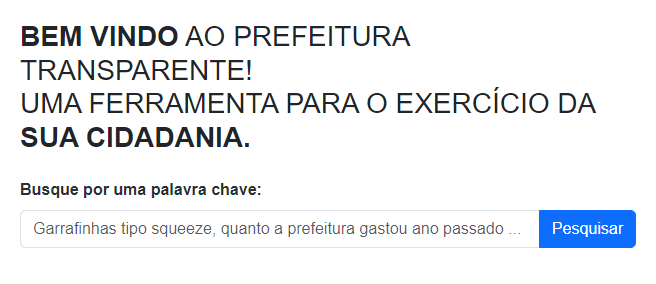 BEM VINDO AO PREFEITURA
TRANSPARENTE!
UMA FERRAMENTA PARA O EXERCÍCIO DA
SUA CIDADANIA.
Busque por uma palavra chave:
Garrafinhas tipo squeeze, quanto a prefeitura gastou ano passado ... Pesquisar